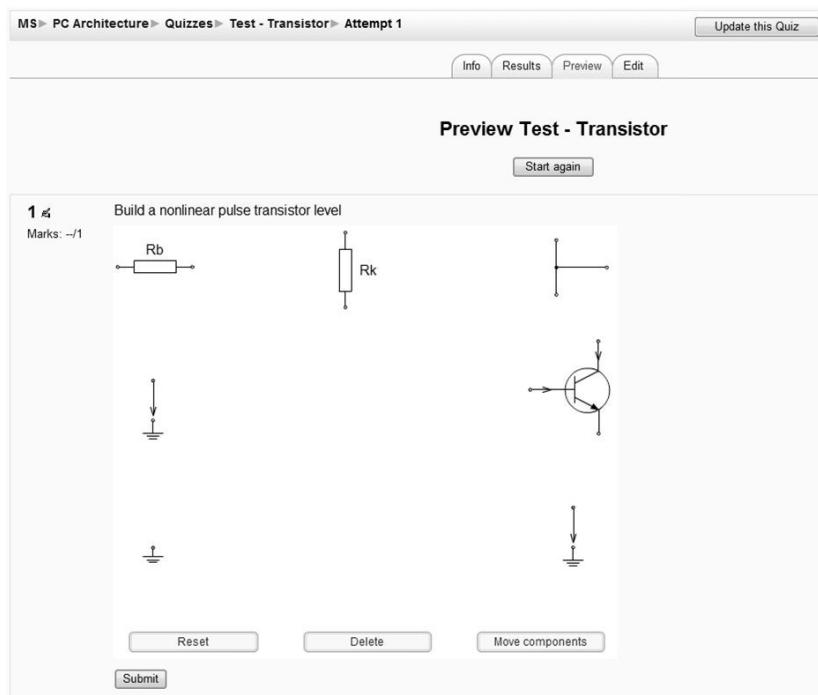 MS▶ PC Architecture▶ Quizzes▶ Test - Transistor▶ Attempt 1
Update this Quiz
Info Results Preview Edit
Preview Test - Transistor
Start again
1
Build a nonlinear pulse transistor level
Marks: --/1
Rb
Rk
Reset Delete Move components
Submit